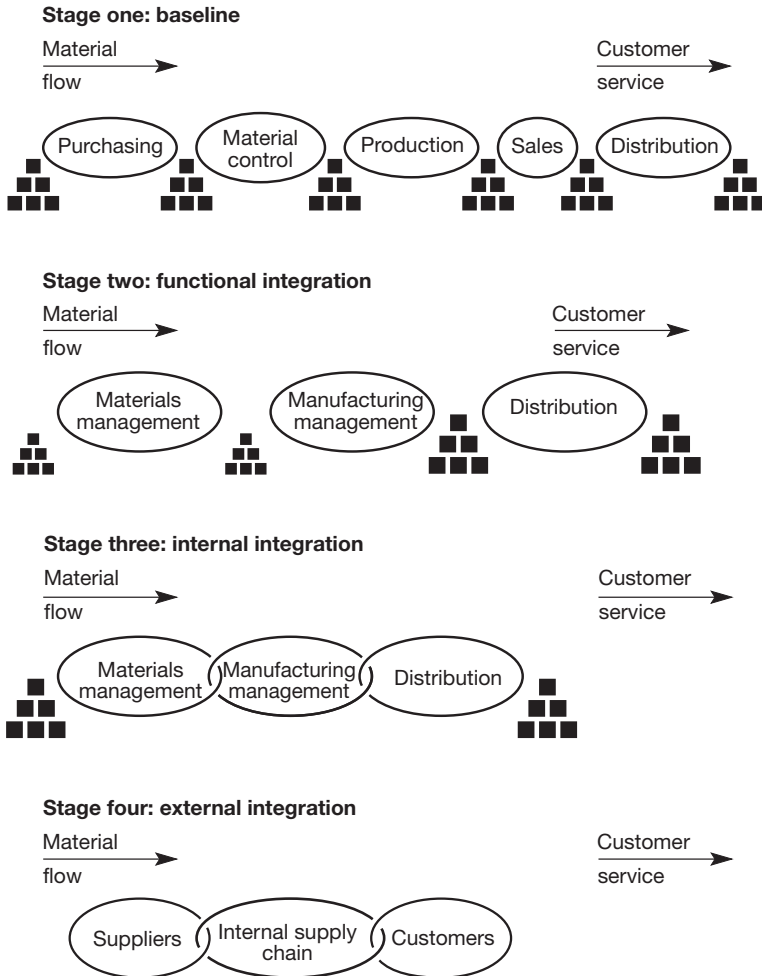 Stage one: baseline
Material
flow
Customer
service
Purchasing
Material
control
Production
Sales
Distribution
Stage two: functional integration
Material
flow
Customer
service
Materials
management
Manufacturing
management
Distribution
Stage three: internal integration
Material
flow
Customer
service
Materials
management
Manufacturing
management
Distribution
Stage four: external integration
Material
flow
Customer
service
Suppliers
Internal supply
chain
Customers